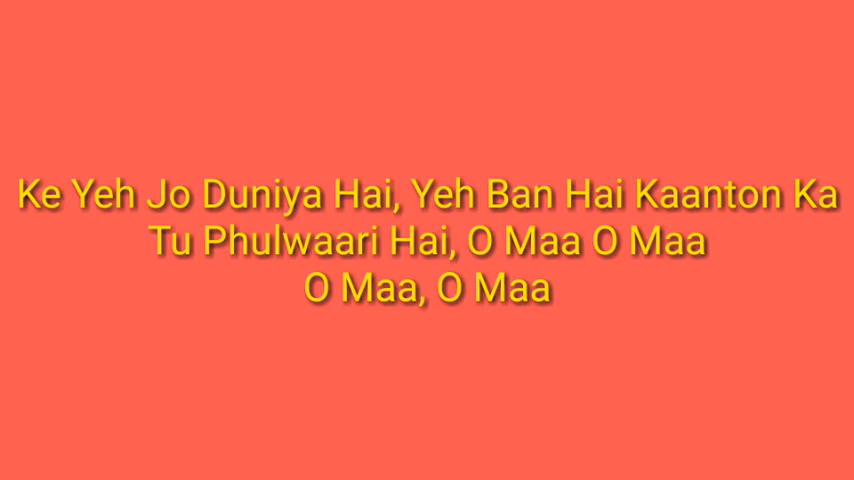 Ke Yeh Jo Duniya Hai, Yeh Ban Hai Kaanton Ka
Tu Phulwaari Hai, O Maa O Maa
O Maa, O Maa